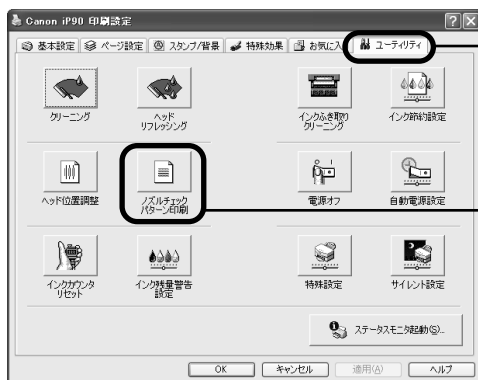 Canon iP90 印刷設定
基本設定 ページ設定 スタンプ/背景 特殊効果 お気に入 ユーティリティ
クリーニング
ヘッド
リフレッシング
インクふき取り
クリーニング
インク節約設定
ヘッド位置調整
ノズルチェック
パターン印刷
電源オフ
自動電源設定
インクカウンタ
リセット
インク残量警告
設定
特殊設定
サイレント設定
ステータスモニタ起動(S)...
OK キャンセル 適用(A) ヘルプ